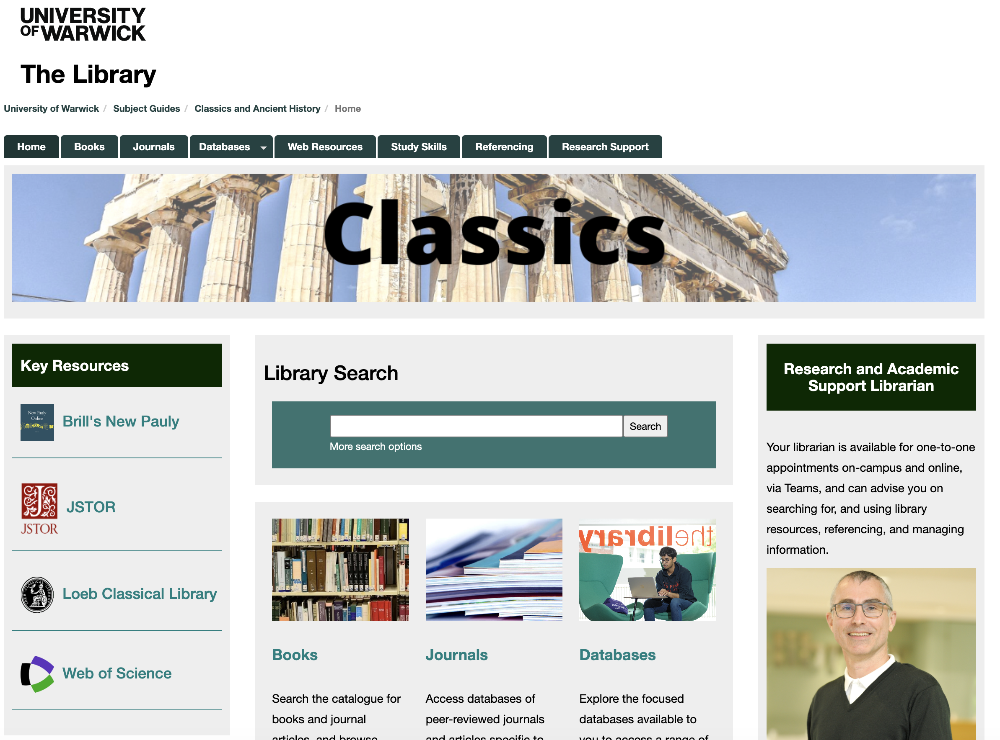 UNIVERSITY
OF WARWICK
The Library
University of Warwick / Subject Guides / Classics and Ancient History / Home
Home Books Journals Databases Web Resources Study Skills Referencing Research Support
Classics
Key Resources
New Pauly
Online
Brill's New Pauly
JSTOR
JSTOR
LOEB CLASSICAL LIBRARY
Loeb Classical Library
Web of Science
Library Search
Search
More search options
thelibrary
Books
Search the catalogue for
books and journal
articles, and browse
Journals
Access databases of
peer-reviewed journals
and articles specific to
Databases
Explore the focused
databases available to
you to access a range of
Research and Academic
Support Librarian
Your librarian is available for one-to-one
appointments on-campus and online,
via Teams, and can advise you on
searching for, and using library
resources, referencing, and managing
information.